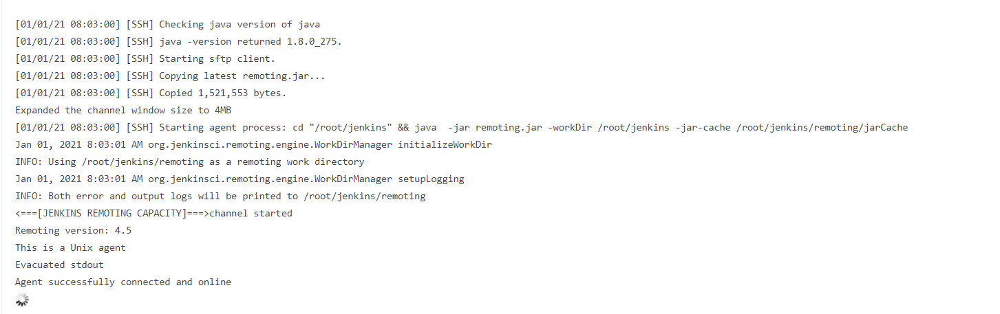 [01/01/21 08:03:00] [SSH] Checking java version of java
[01/01/21 08:03:00] [SSH] java -version returned 1.8.0_275.
[01/01/21 08:03:00] [SSH] Starting sftp client.
[01/01/21 08:03:00] [SSH] Copying latest remoting.jar...
[01/01/21 08:03:00] [SSH] Copied 1,521,553 bytes.
Expanded the channel window size to 4MB
[01/01/21 08:03:00] [SSH] Starting agent process: cd "/root/jenkins" && java  -jar remoting.jar -workDir /root/jenkins -jar-cache /root/jenkins/remoting/jarCache
Jan 01, 2021 8:03:01 AM org.jenkinsci.remoting.engine.WorkDirManager initializeWorkDir
INFO: Using /root/jenkins/remoting as a remoting work directory
Jan 01, 2021 8:03:01 AM org.jenkinsci.remoting.engine.WorkDirManager setupLogging
INFO: Both error and output logs will be printed to /root/jenkins/remoting
<===[JENKINS REMOTING CAPACITY]===>channel started
Remoting version: 4.5
This is a Unix agent
Evacuated stdout
Agent successfully connected and online